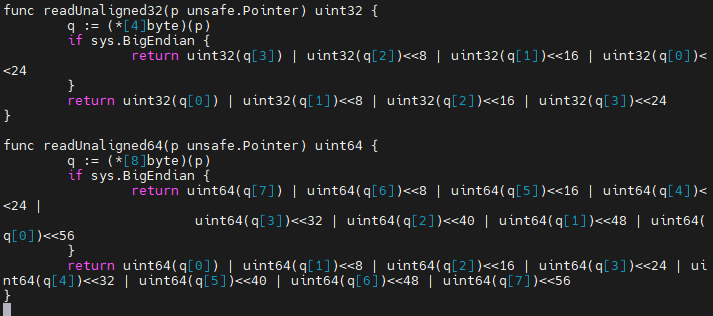 func readUnaligned32(p unsafe.Pointer) uint32 {
        q := (*[4]byte)(p)
        if sys.BigEndian {
                return uint32(q[3]) | uint32(q[2])<<8 | uint32(q[1])<<16 | uint32(q[0])<
<24
        }
        return uint32(q[0]) | uint32(q[1])<<8 | uint32(q[2])<<16 | uint32(q[3])<<24
}

func readUnaligned64(p unsafe.Pointer) uint64 {
        q := (*[8]byte)(p)
        if sys.BigEndian {
                return uint64(q[7]) | uint64(q[6])<<8 | uint64(q[5])<<16 | uint64(q[4])<
<24 |
                        uint64(q[3])<<32 | uint64(q[2])<<40 | uint64(q[1])<<48 | uint64(
q[0])<<56
        }
        return uint64(q[0]) | uint64(q[1])<<8 | uint64(q[2])<<16 | uint64(q[3])<<24 | ui
nt64(q[4])<<32 | uint64(q[5])<<40 | uint64(q[6])<<48 | uint64(q[7])<<56
}